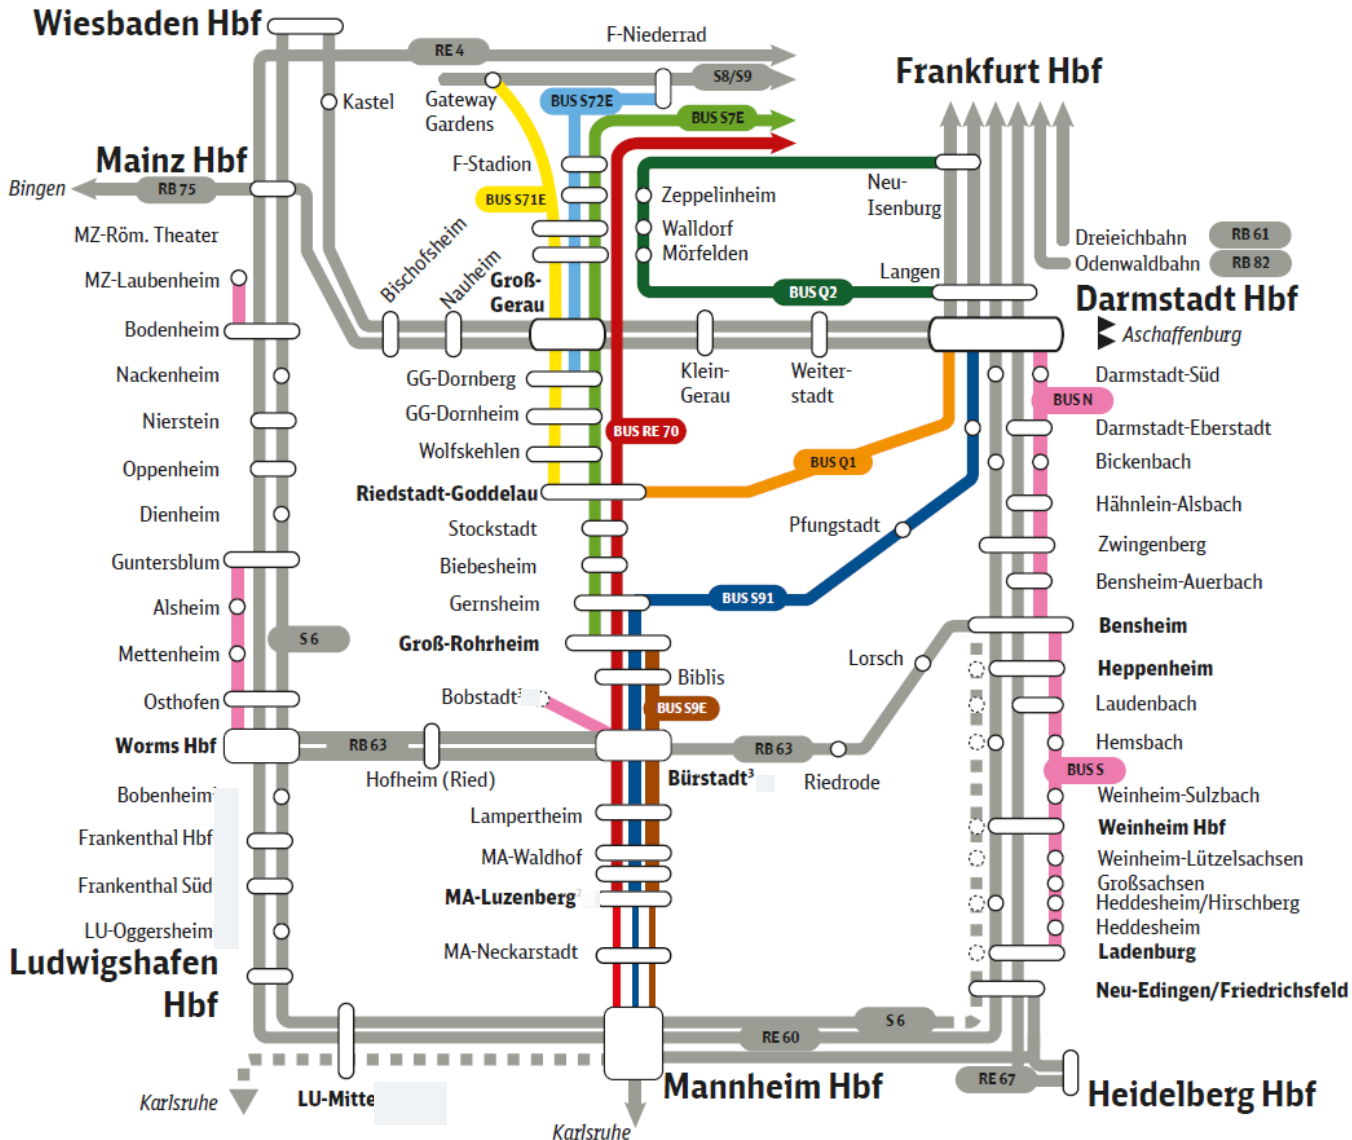 Wiesbaden Hbf
RE 4
F-Niederrad
S8/S9
Frankfurt Hbf
Kastel
Gateway
Gardens
BUS S72E
BUS S7E
Mainz Hbf
F-Stadion
Bingen
RB 75
BUS S71E
Zeppelinheim
Neu-
Isenburg
MZ-Röm. Theater
Walldorf
Mörfelden
Dreieichbahn
RB 61
Odenwaldbahn
RB 82
MZ-Laubenheim
Bischofsheim
Nauheim
Groß-
Gerau
BUS Q2
Langen
Darmstadt Hbf
Bodenheim
Aschaffenburg
Nackenheim
GG-Dornberg
Klein-
Gerau
Weiter-
stadt
Darmstadt-Süd
BUS N
Nierstein
GG-Dornheim
BUS RE 70
Darmstadt-Eberstadt
Oppenheim
Wolfskehlen
BUS Q1
Bickenbach
Riedstadt-Goddelau
Hähnlein-Alsbach
Dienheim
Stockstadt
Pfungstadt
Zwingenberg
Guntersblum
Biebesheim
Bensheim-Auerbach
Alsheim
Gernsheim
BUS S91
S 6
Groß-Rohrheim
Bensheim
Mettenheim
Lorsch
Heppenheim
Biblis
Osthofen
Bobstadt³
BUS S9E
Laudenbach
Worms Hbf
RB 63
RB 63
Hemsbach
Hofheim (Ried)
Bürstadt³
Riedrode
BUS S
Bobenheim
Weinheim-Sulzbach
Lampertheim
Weinheim Hbf
Frankenthal Hbf
MA-Waldhof
Weinheim-Lützelsachsen
Frankenthal Süd
Großsachsen
MA-Luzenberg²
Heddesheim/Hirschberg
LU-Oggersheim
Heddesheim
MA-Neckarstadt
Ladenburg
Ludwigshafen
Hbf
Neu-Edingen/Friedrichsfeld
S 6
RE 60
RE 67
Karlsruhe
LU-Mitte
Mannheim Hbf
Heidelberg Hbf
Karlsruhe